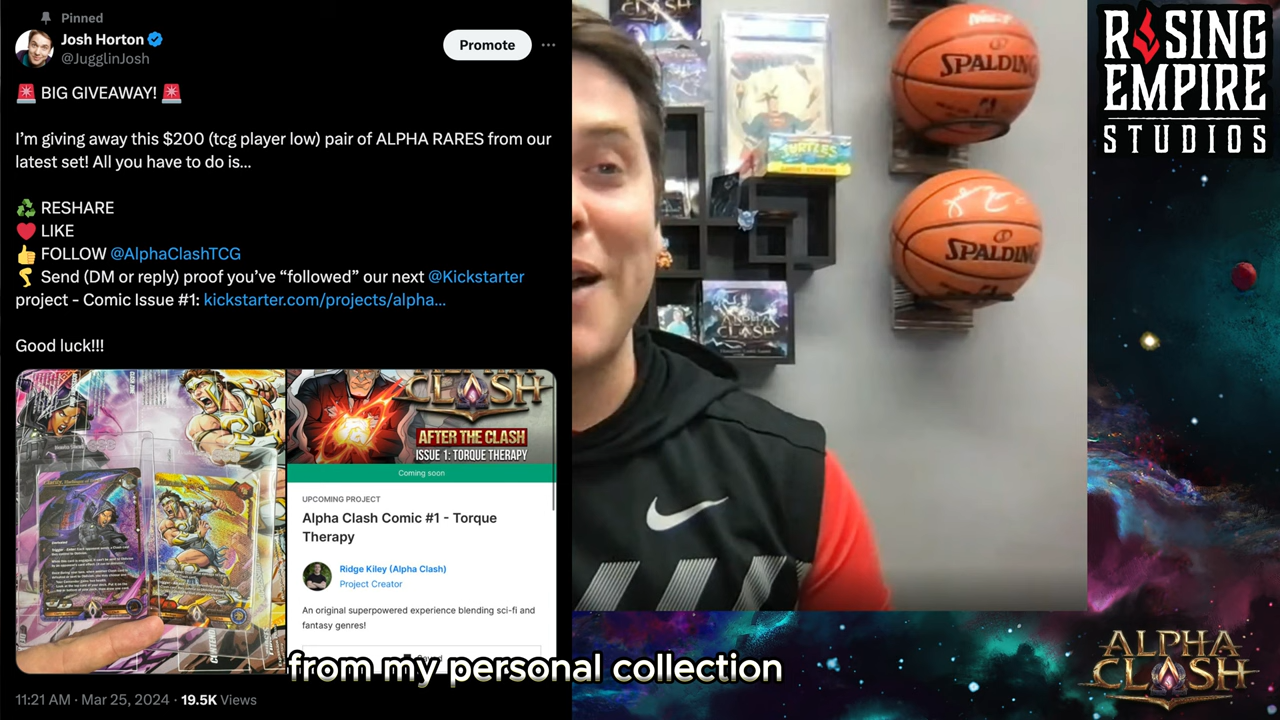 Pinned
Josh Horton
@JugglinJosh
Promote
🚨 BIG GIVEAWAY! 🚨
I'm giving away this $200 (tcg player low) pair of ALPHA RARES from our
latest set! All you have to do is...
♻️ RESHARE
❤️ LIKE
👍 FOLLOW @AlphaClashTCG
Send (DM or reply) proof you've "followed" our next @Kickstarter
project - Comic Issue #1: kickstarter.com/projects/alpha...
Good luck!!!
CLASH
AFTER THE CLASH
ISSUE 1: TORQUE THERAPY
Coming soon
UPCOMING PROJECT
Alpha Clash Comic #1 - Torque
Therapy
Ridge Kiley (Alpha Clash)
Project Creator
An original superpowered experience blending sci-fi and
fantasy genres!
11:21 AM · Mar 25, 2024 · 19.5K Views
from my personal collection
TURTLES
SPALDING
SPALDING
ALPHA
CLASH
RISING
EMPIRE
STUDIOS
ALPHA
CLASH